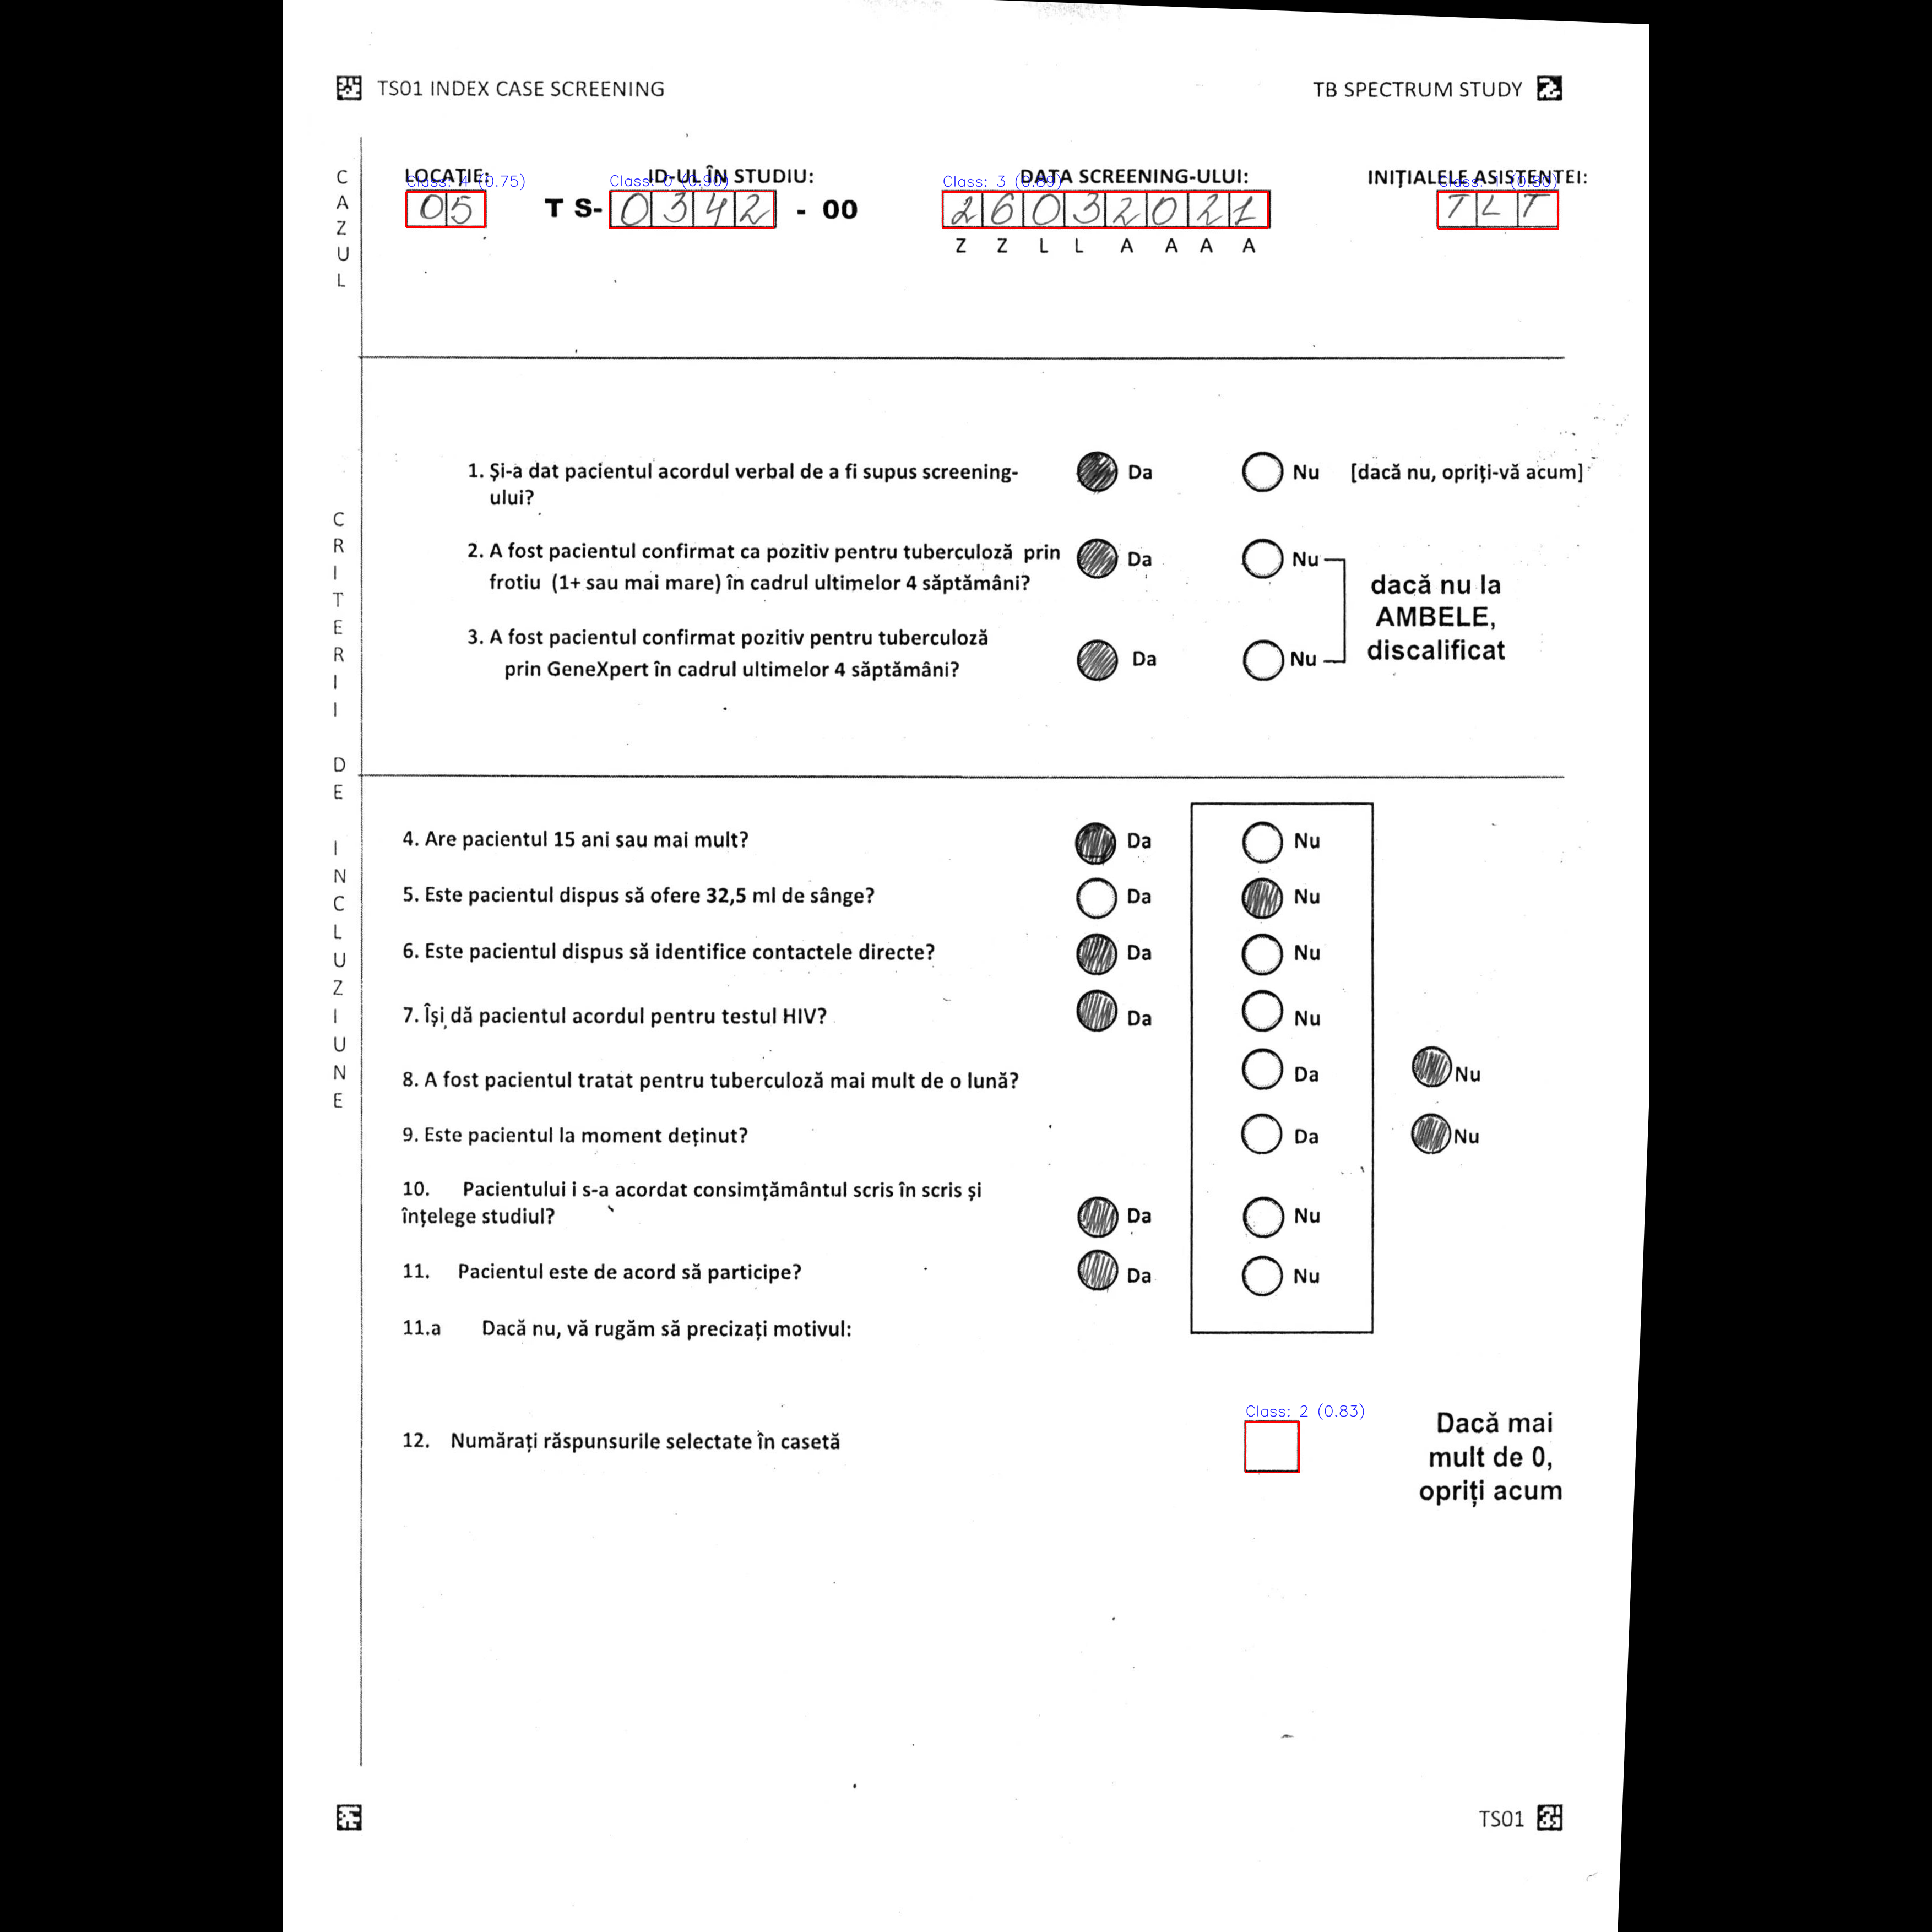 TS01 INDEX CASE SCREENING TB SPECTRUM STUDY
CAZUL
LOCAȚIE: ID-UL ÎN STUDIU: DATA SCREENING-ULUI: INIȚIALELE ASISTENTEI:
Class: 4 (0.75) Class: 0 (0.90) Class: 3 Class: 1 (0.80)
05 TS-0342 - 00 26032021 TLT
Z Z L L A A A A
CRITERII DE INCLUZIUNE
1. Și-a dat pacientul acordul verbal de a fi supus screening- Da Nu [dacă nu, opriți-vă acum]
ului?
2. A fost pacientul confirmat ca pozitiv pentru tuberculoză prin Da Nu
frotiu (1+ sau mai mare) în cadrul ultimelor 4 săptămâni?
dacă nu la
AMBELE,
discalificat
3. A fost pacientul confirmat pozitiv pentru tuberculoză
prin GeneXpert în cadrul ultimelor 4 săptămâni? Da Nu
4. Are pacientul 15 ani sau mai mult? Da Nu
5. Este pacientul dispus să ofere 32,5 ml de sânge? Da Nu
6. Este pacientul dispus să identifice contactele directe? Da Nu
7. Își dă pacientul acordul pentru testul HIV? Da Nu
8. A fost pacientul tratat pentru tuberculoză mai mult de o lună? Da Nu
9. Este pacientul la moment deținut? Da Nu
10. Pacientului i s-a acordat consimțământul scris în scris și
înțelege studiul? Da Nu
11. Pacientul este de acord să participe? Da Nu
11.a Dacă nu, vă rugăm să precizați motivul:
Class: 2 (0.83)
12. Numărați răspunsurile selectate în casetă
Dacă mai
mult de 0,
opriți acum
TS01